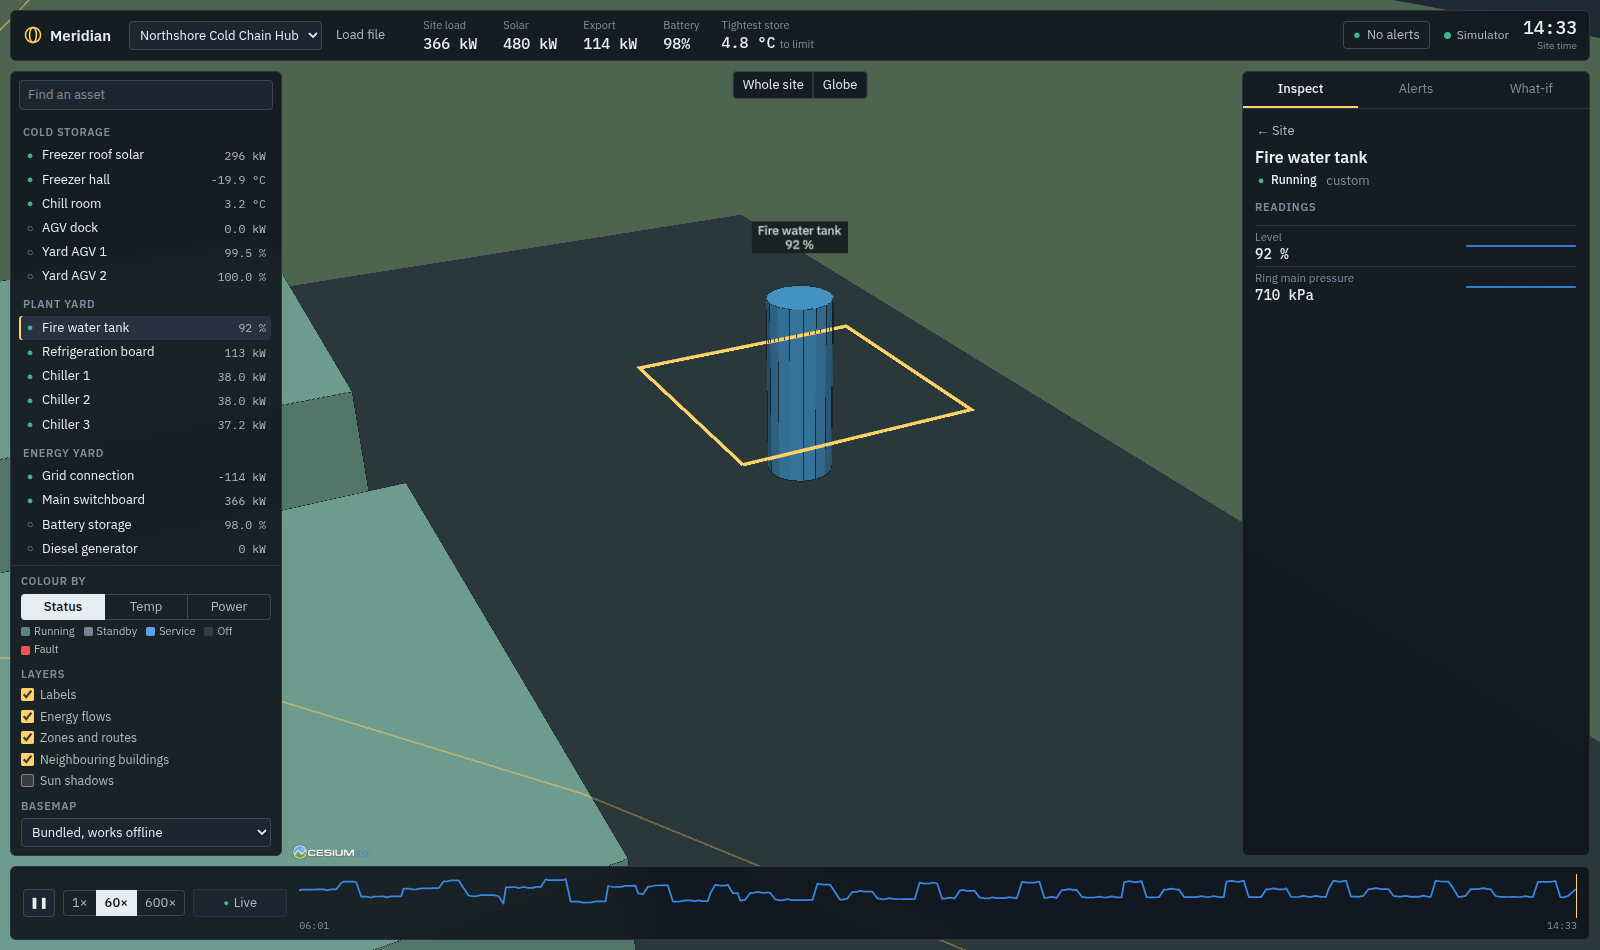 Meridian
Northshore Cold Chain Hub
Load file
Site load
366 kW
Solar
480 kW
Export
114 kW
Battery
98%
Tightest store
4.8 °C to limit
No alerts
Simulator
14:33
Site time
Find an asset
COLD STORAGE
Freezer roof solar 296 kW
Freezer hall -19.9 °C
Chill room 3.2 °C
AGV dock 0.0 kW
Yard AGV 1 99.5 %
Yard AGV 2 100.0 %
PLANT YARD
Fire water tank 92 %
Refrigeration board 113 kW
Chiller 1 38.0 kW
Chiller 2 38.0 kW
Chiller 3 37.2 kW
ENERGY YARD
Grid connection -114 kW
Main switchboard 366 kW
Battery storage 98.0 %
Diesel generator 0 kW
COLOUR BY
Status Temp Power
Running Standby Service Off
Fault
LAYERS
Labels
Energy flows
Zones and routes
Neighbouring buildings
Sun shadows
BASEMAP
Bundled, works offline
Whole site Globe
Fire water tank
92 %
CESIUM
Inspect Alerts What-if
← Site
Fire water tank
Running custom
READINGS
Level
92 %
Ring main pressure
710 kPa
1× 60× 600×
Live
06:01
14:33